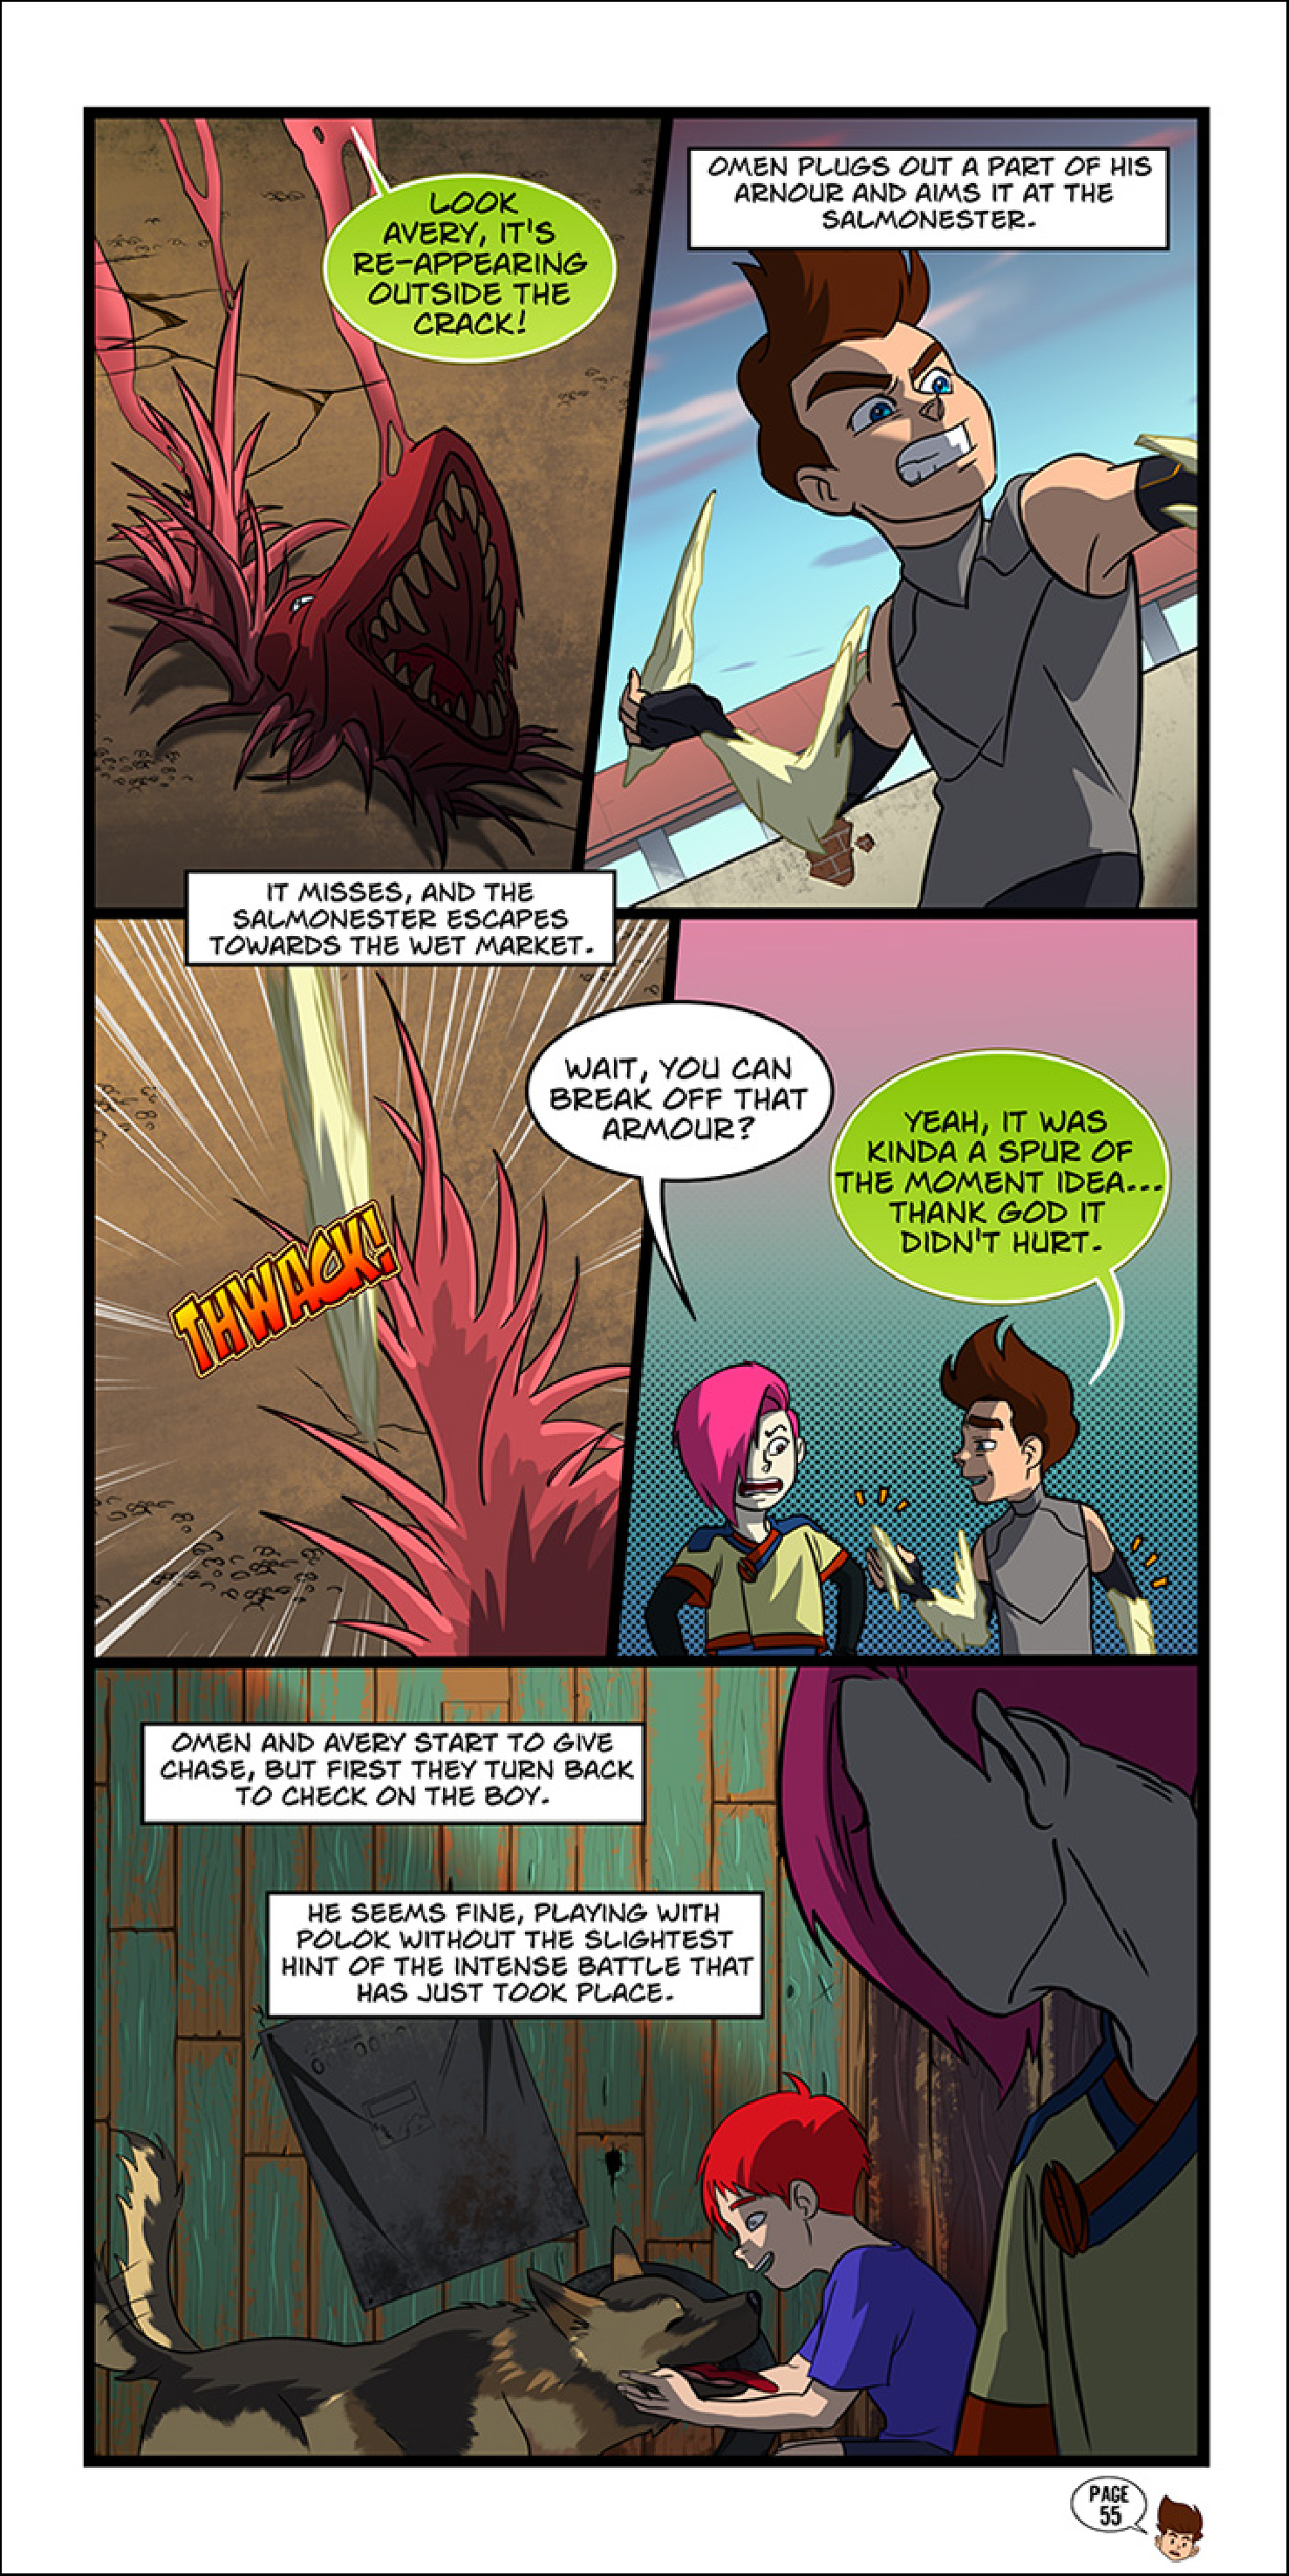 LOOK
AVERY, IT'S
RE-APPEARING
OUTSIDE THE
CRACK!
OMEN PLUGS OUT A PART OF HIS
ARNOUR AND AIMS IT AT THE
SALMONESTER.
IT MISSES, AND THE
SALMONESTER ESCAPES
TOWARDS THE WET MARKET.
THWACK!
WAIT, YOU CAN
BREAK OFF THAT
ARMOUR?
YEAH, IT WAS
KINDA A SPUR OF
THE MOMENT IDEA...
THANK GOD IT
DIDN'T HURT.
OMEN AND AVERY START TO GIVE
CHASE, BUT FIRST THEY TURN BACK
TO CHECK ON THE BOY.
HE SEEMS FINE, PLAYING WITH
POLOK WITHOUT THE SLIGHTEST
HINT OF THE INTENSE BATTLE THAT
HAS JUST TOOK PLACE.
PAGE
55